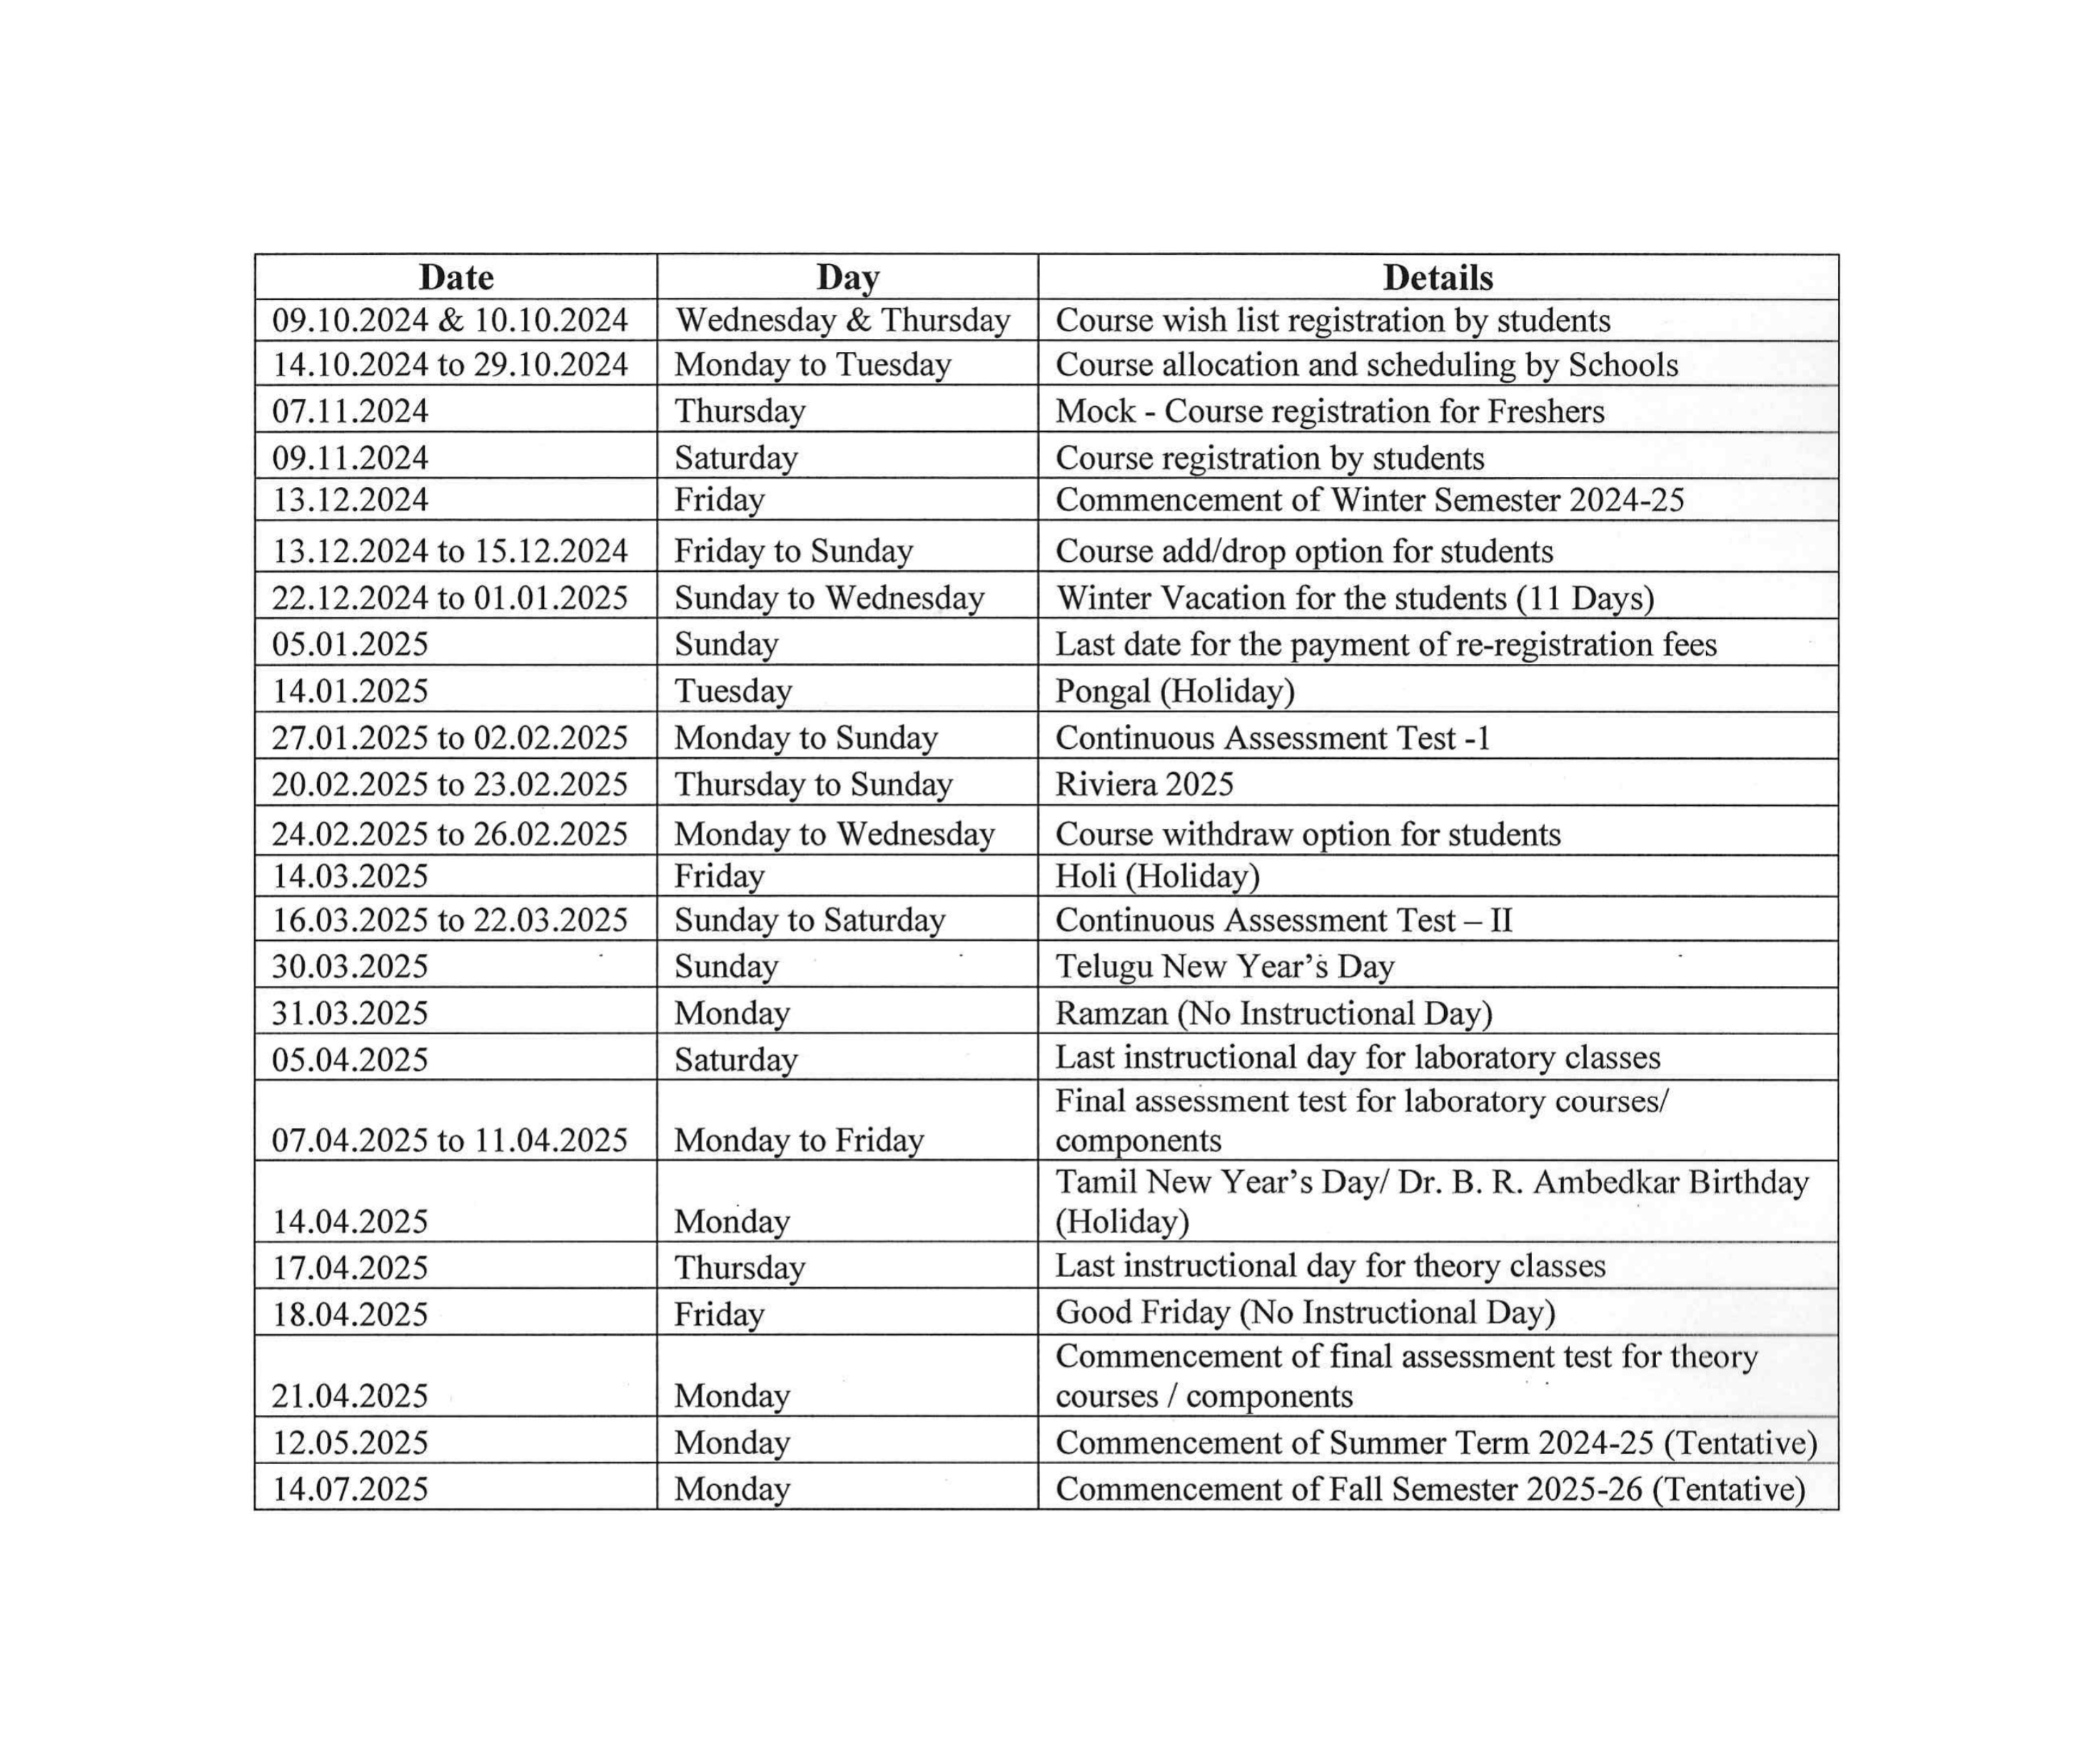 Date Day Details
09.10.2024 & 10.10.2024 Wednesday & Thursday Course wish list registration by students
14.10.2024 to 29.10.2024 Monday to Tuesday Course allocation and scheduling by Schools
07.11.2024 Thursday Mock - Course registration for Freshers
09.11.2024 Saturday Course registration by students
13.12.2024 Friday Commencement of Winter Semester 2024-25
13.12.2024 to 15.12.2024 Friday to Sunday Course add/drop option for students
22.12.2024 to 01.01.2025 Sunday to Wednesday Winter Vacation for the students (11 Days)
05.01.2025 Sunday Last date for the payment of re-registration fees
14.01.2025 Tuesday Pongal (Holiday)
27.01.2025 to 02.02.2025 Monday to Sunday Continuous Assessment Test -1
20.02.2025 to 23.02.2025 Thursday to Sunday Riviera 2025
24.02.2025 to 26.02.2025 Monday to Wednesday Course withdraw option for students
14.03.2025 Friday Holi (Holiday)
16.03.2025 to 22.03.2025 Sunday to Saturday Continuous Assessment Test – II
30.03.2025 Sunday Telugu New Year's Day
31.03.2025 Monday Ramzan (No Instructional Day)
05.04.2025 Saturday Last instructional day for laboratory classes
Final assessment test for laboratory courses/
07.04.2025 to 11.04.2025 Monday to Friday components
Tamil New Year's Day/ Dr. B. R. Ambedkar Birthday
14.04.2025 Monday (Holiday)
17.04.2025 Thursday Last instructional day for theory classes
18.04.2025 Friday Good Friday (No Instructional Day)
Commencement of final assessment test for theory
21.04.2025 Monday courses / components
12.05.2025 Monday Commencement of Summer Term 2024-25 (Tentative)
14.07.2025 Monday Commencement of Fall Semester 2025-26 (Tentative)